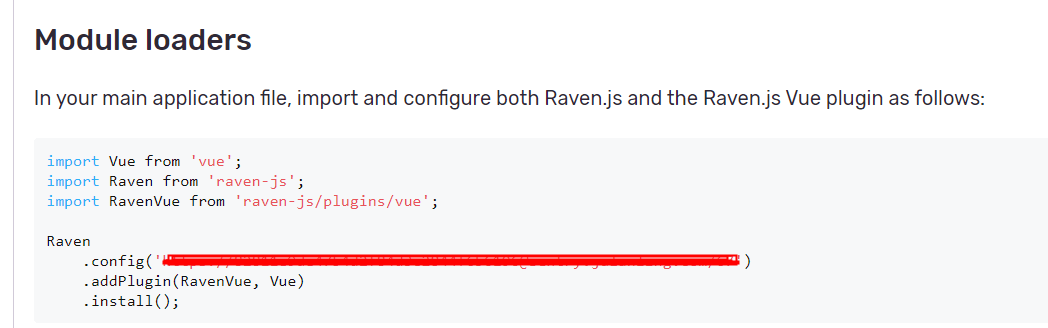 Module loaders
In your main application file, import and configure both Raven.js and the Raven.js Vue plugin as follows:
import Vue from 'vue';
import Raven from 'raven-js';
import RavenVue from 'raven-js/plugins/vue';
Raven
.config(' )
.addPlugin(RavenVue, Vue)
.install();